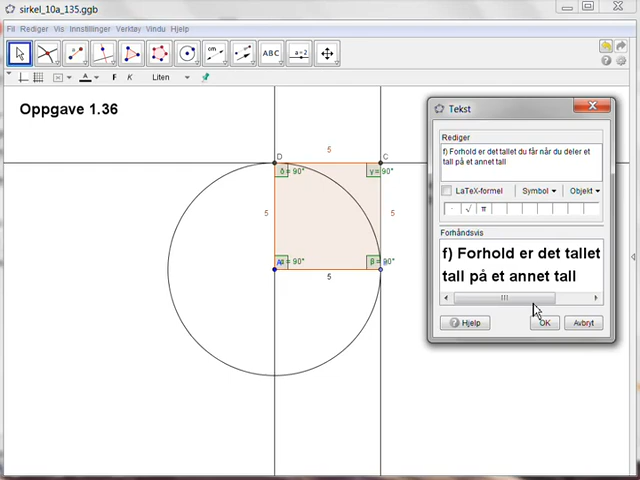 sirkel_10a_135.ggb
Fil Rediger Vis Innstillinger Verktøy Vindu Hjelp
ABC
a=2
A F K Liten
Oppgave 1.36
D 5 C
δ = 90° γ = 90°
5 5
A α = 90° β = 90°
5
Tekst
Rediger
f) Forhold er det tallet du får når du deler et
tall på et annet tall
LaTeX-formel Symbol Objekt
√ π
Forhåndsvis
f) Forhold er det tallet
tall på et annet tall
Hjelp OK Avbryt